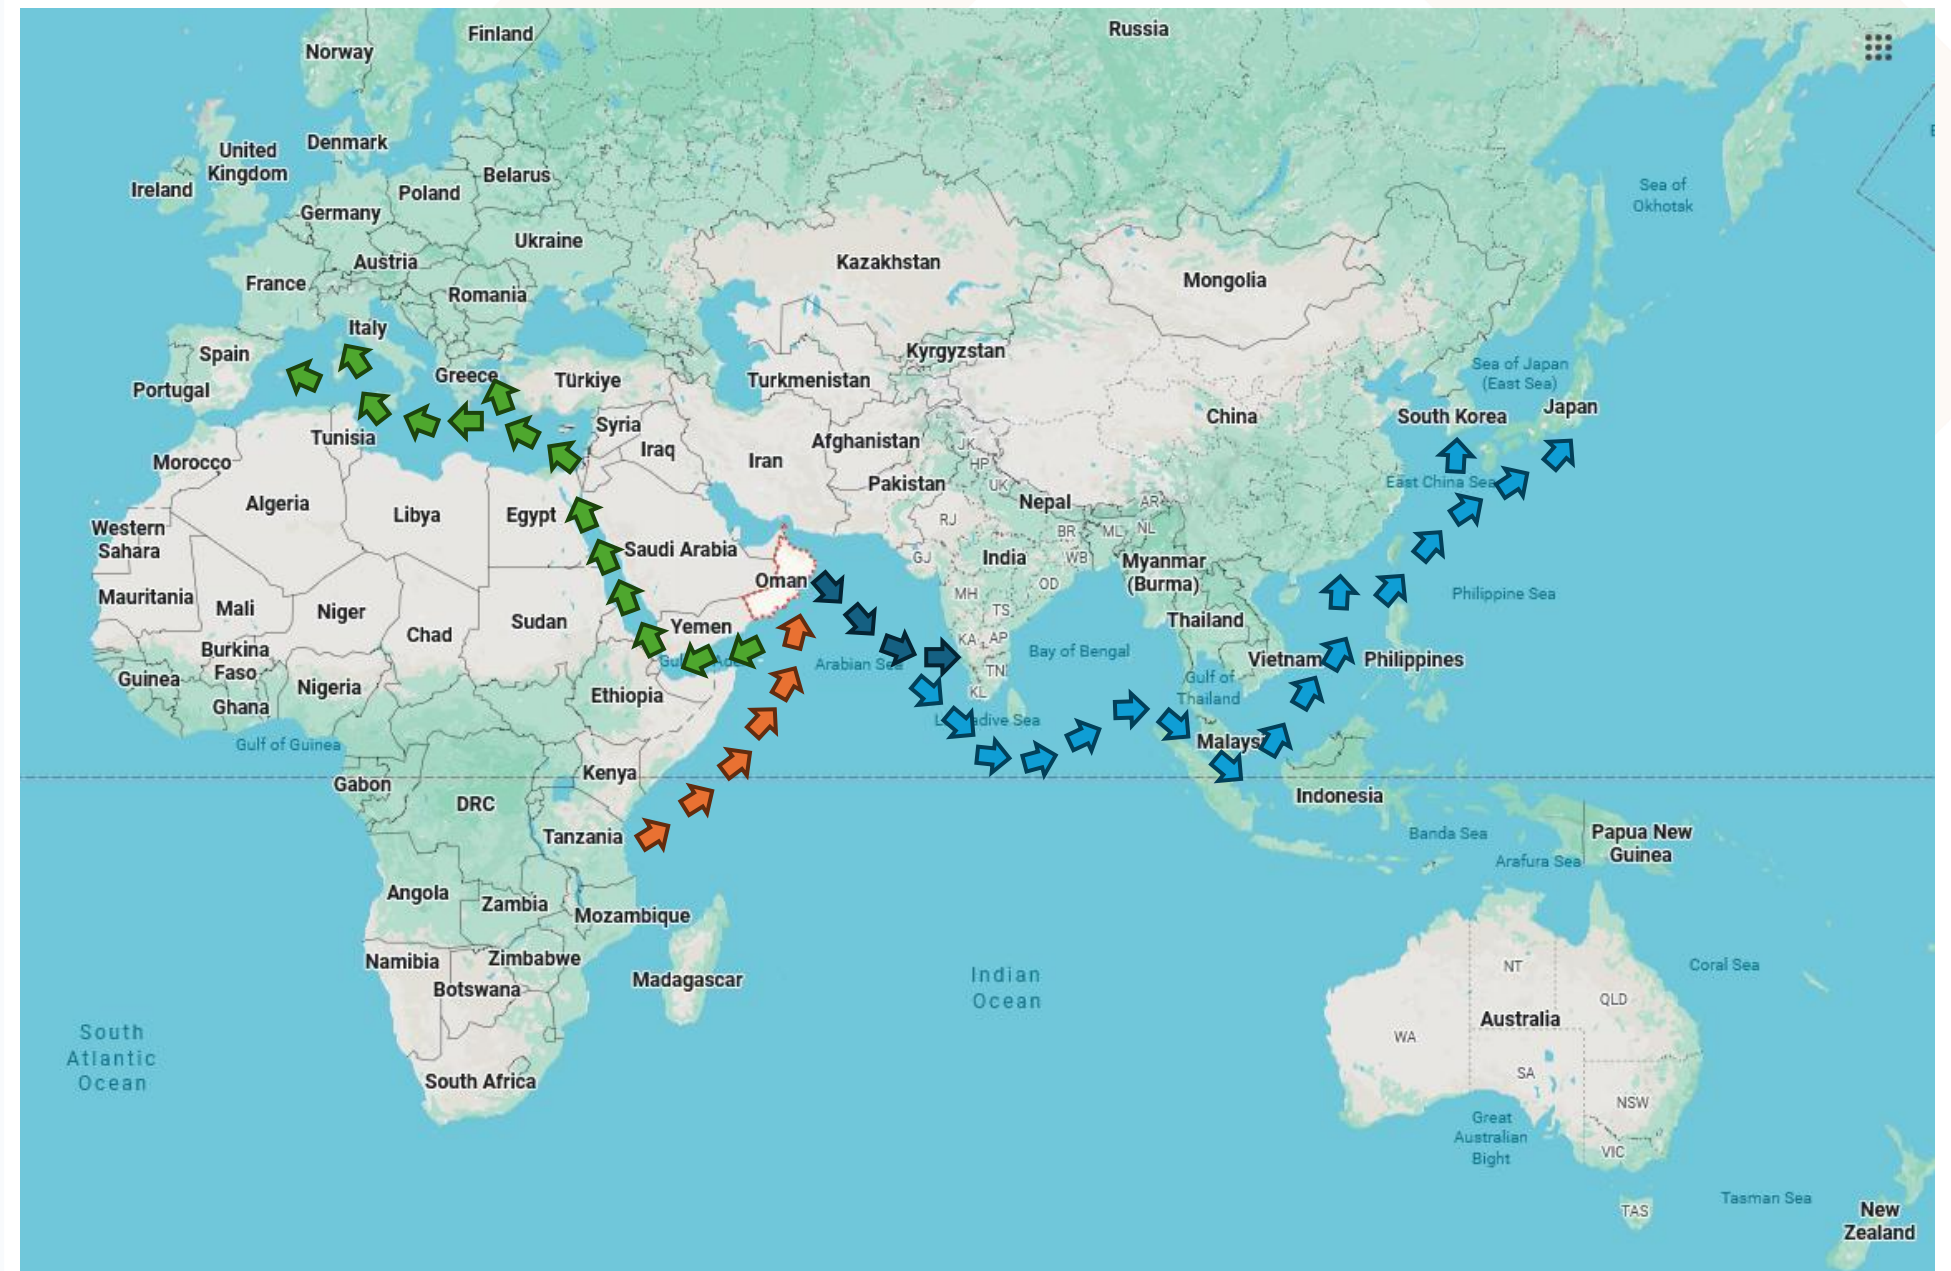 Finland
Russia
Norway
Denmark
United
Kingdom
Ireland
Belarus
Poland
Germany
Sea of
Okhotak
Ukraine
Austria
France
Kazakhstan
Mongolia
Romania
Italy
Spain
Kyrgyzstan
Sea of Japan
(East Sea)
Portugal
Greece
Türkiye
Turkmenistan
China
South Korea
Japan
Tunisia
Syria
Iraq
Afghanistan
JK
Morocco
Iran
HP
Pakistan
UK
East China Sea
Algeria
Libya
Egypt
Nepal
AR
Western
Sahara
RJ
BR
ML
NL
Saudi Arabia
GJ
India
WB
Myanmar
(Burma)
Oman
OD
MH
Mauritania
Mali
Niger
Philippine Sea
Chad
Sudan
Yemen
TS
Thailand
Burkina
Faso
KA
AP
Bay of Bengal
Vietnam
Philippines
Guinea
Nigeria
Ethiopia
Arabian Sea
TN
KL
Gulf of
Thailand
Ghana
Gulf of Guinea
Malays
Kenya
Gabon
DRC
Indonesia
Tanzania
Banda Sea
Papua New
Guinea
Arafura Sea
Angola
Zambia
Mozambique
Namibia
Zimbabwe
Botswana
Madagascar
Indian
Ocean
NT
Coral Sea
QLD
Australia
WA
South
Atlantic
Ocean
SA
South Africa
NSW
Great
Australian
Bight
VIC
Tasman Sea
TAS
New
Zealand